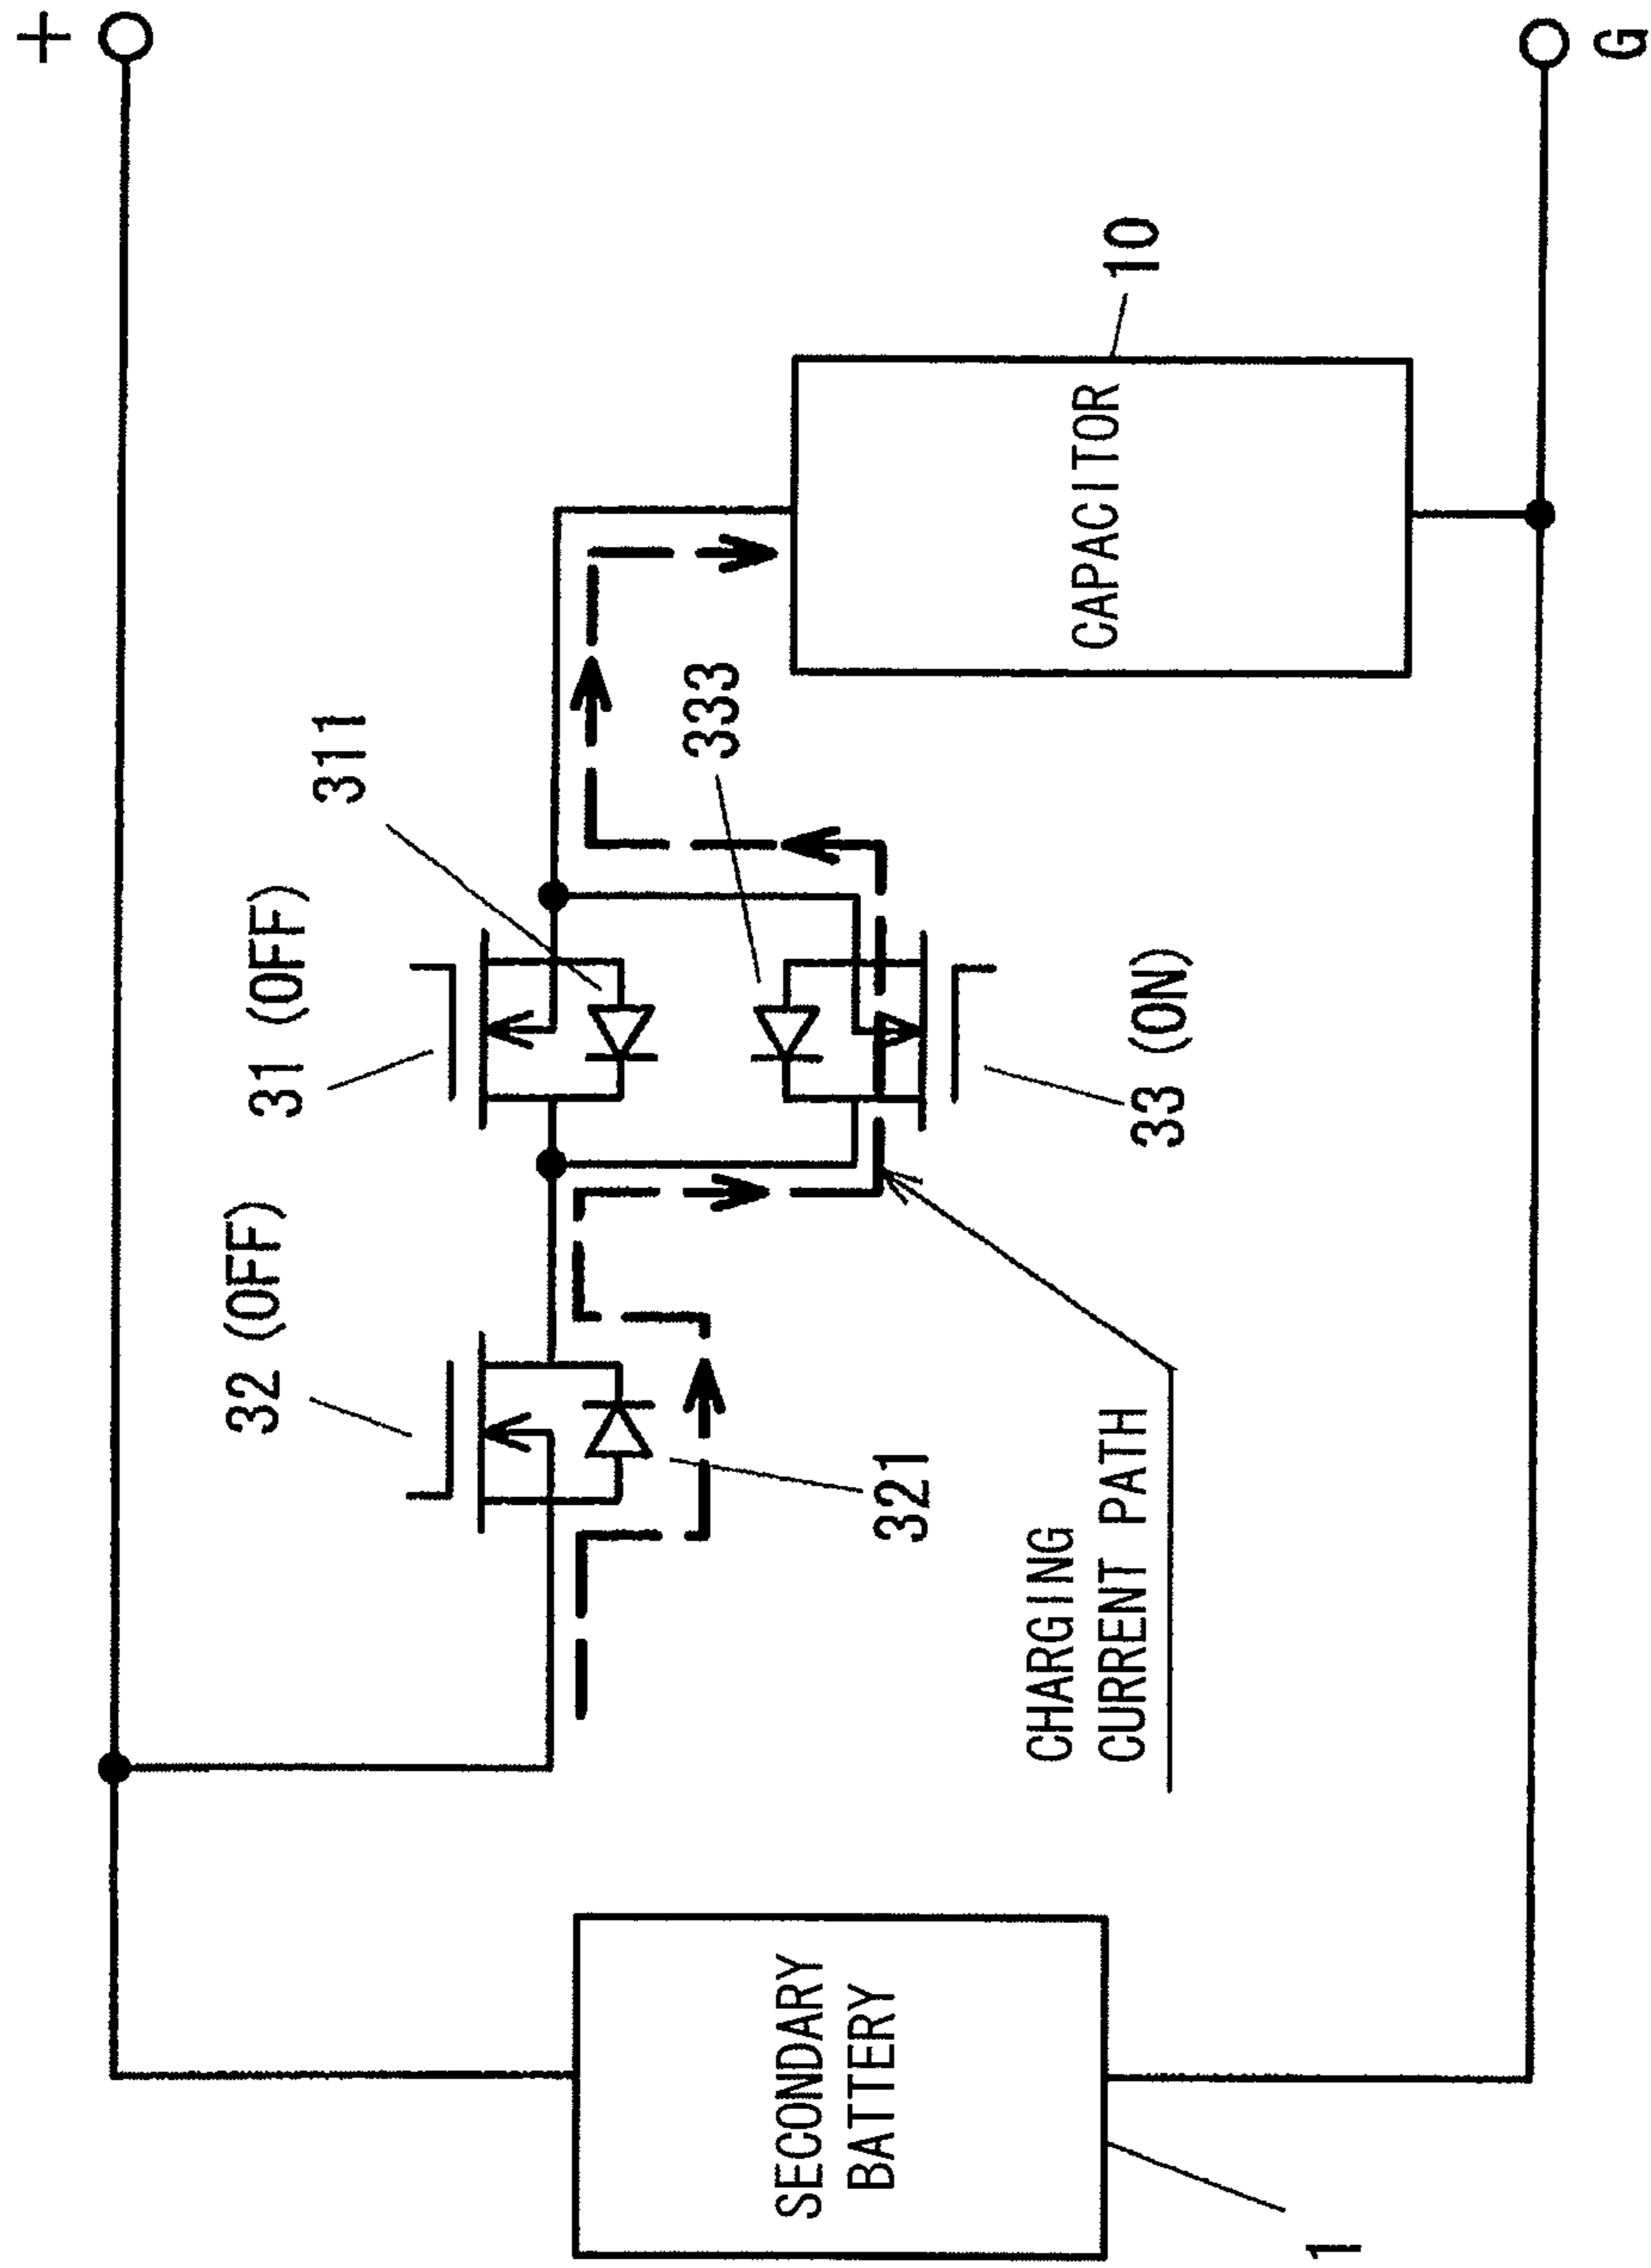 +
G
10
CAPACITOR
311
333
31 (OFF)
33 (ON)
32 (OFF)
321
CHARGING
CURRENT PATH
SECONDARY
BATTERY
1